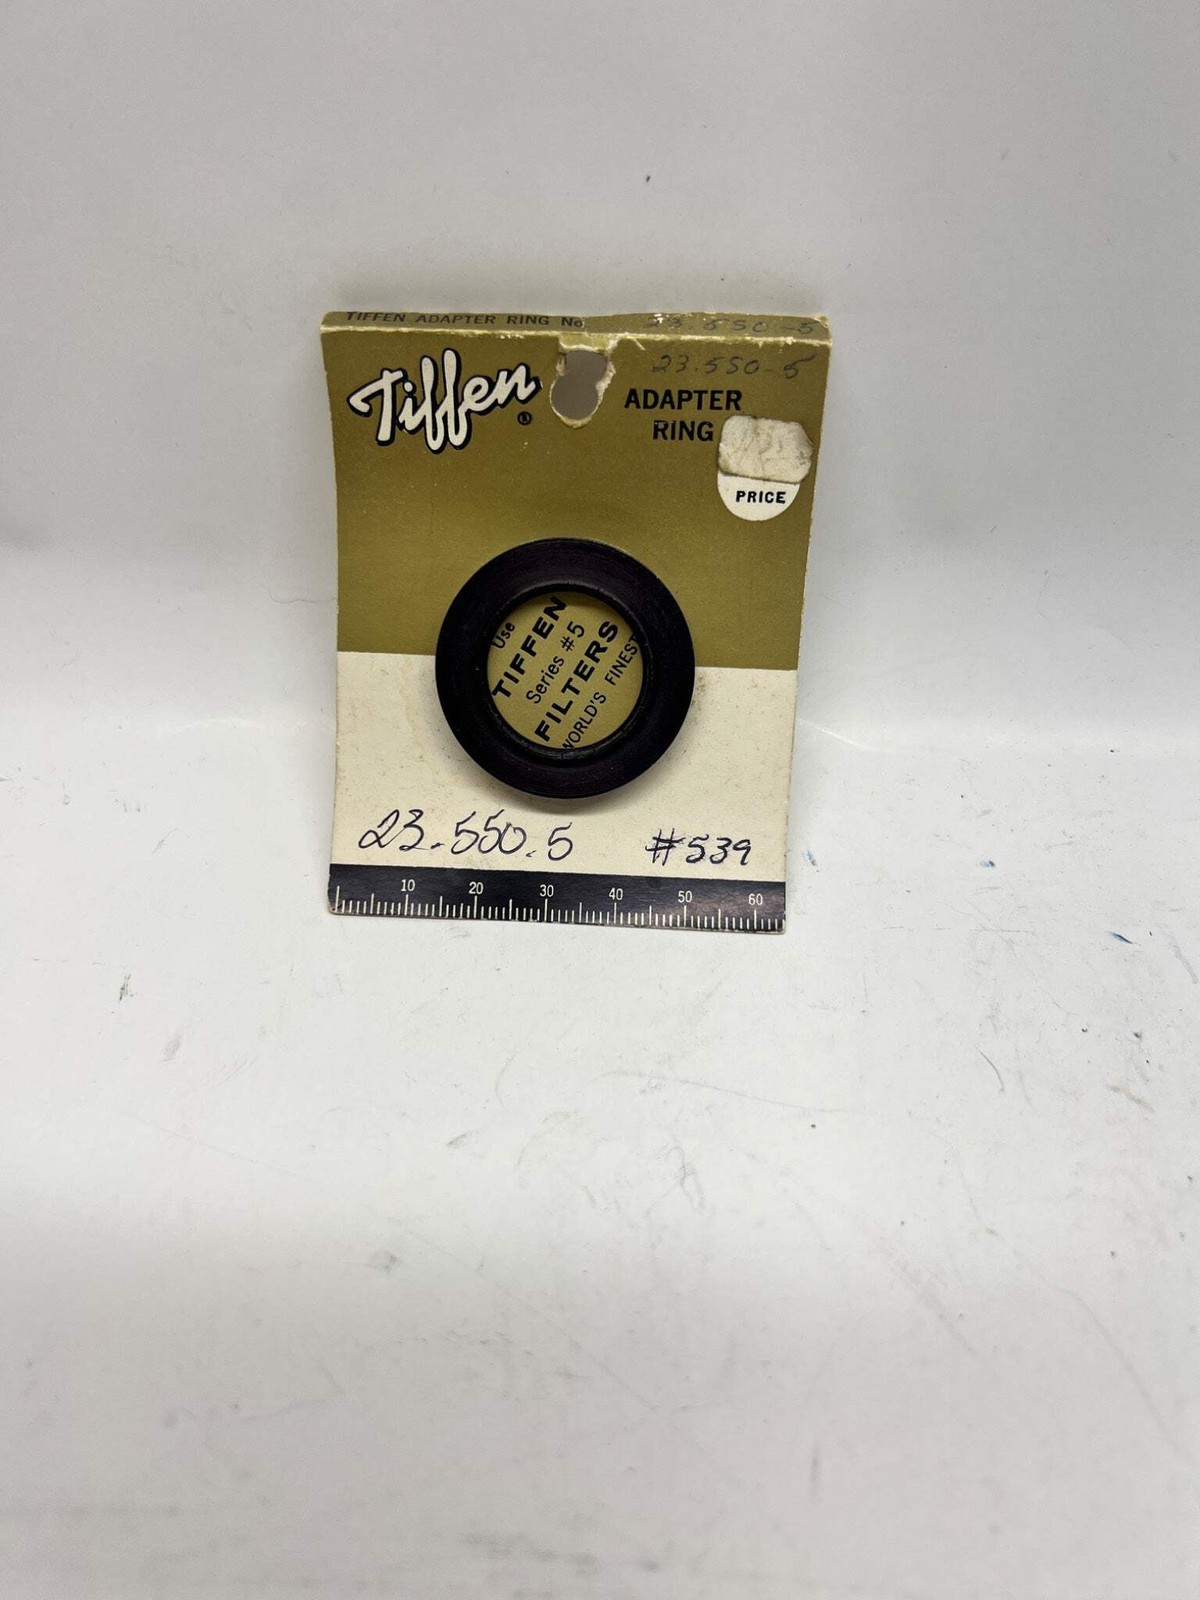 TIFFEN ADAPTER RING No 23.550-5
Tiffen®
23.550-5
ADAPTER
RING
PRICE
Use
TIFFEN
Series #5
FILTERS
WORLD'S FINEST
23.550.5 #539
10 20 30 40 50 60